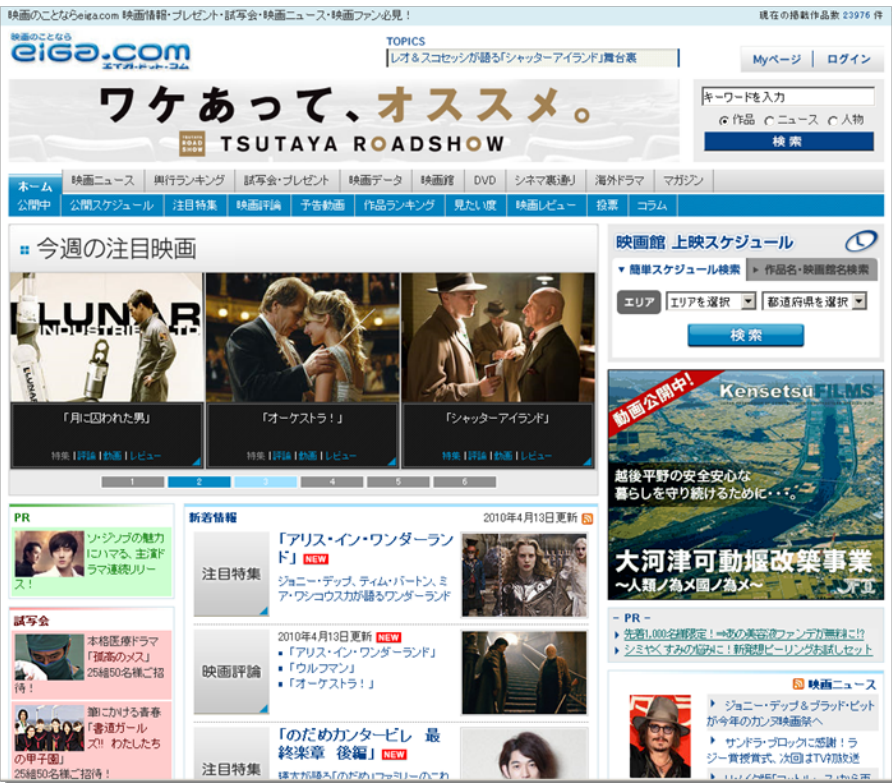 映画のことならeiga.com 映画情報・プレゼント・試写会・映画ニュース・映画ファン必見！
現在の掲載作品数 23976 件
映画のことなら
eiga.com
エイガ・ドット・コム
TOPICS
レオ&スコセッシが語る「シャッターアイランド」舞台裏
Myページ
ログイン
ワケあって、オススメ。
TSUTAYA ROAD SHOW
TSUTAYA ROADSHOW
キーワードを入力
作品 ニュース 人物
検索
ホーム 映画ニュース 興行ランキング 試写会・プレゼント 映画データ 映画館 DVD シネマ裏通り 海外ドラマ マガジン
公開中 公開スケジュール 注目特集 映画評論 予告動画 作品ランキング 見たい度 映画レビュー 投票 コラム
今週の注目映画
LUNAR
INDUSTRIES LTD
「月に囚われた男」
特集 | 評論 | 動画 | レビュー
「オーケストラ！」
特集 | 評論 | 動画 | レビュー
「シャッターアイランド」
特集 | 評論 | 動画 | レビュー
1 2 3 4 5 6
映画館 上映スケジュール
簡単スケジュール検索
作品名・映画館名検索
エリア
エリアを選択
都道府県を選択
検索
動画公開中！
KensetsuFILMS
越後平野の安全安心な
暮らしを守り続けるために・・・。
大河津可動堰改築事業
〜人類ノ為メ國ノ為メ〜
PR
ソ・ジソブの魅力
にハマる、主演ド
ラマ連続リリー
ス！
試写会
本格医療ドラマ
「孤高のメス」
25組50名様ご招
待！
筆にかける青春
「書道ガール
ズ!! わたしたち
の甲子園」
25組50名様ご招待！
新着情報
2010年4月13日更新
注目特集
「アリス・イン・ワンダーラン
ド」 NEW
ジョニー・デップ、ティム・バートン、ミ
ア・ワシコウスカが語るワンダーランド
映画評論
2010年4月13日更新 NEW
「アリス・イン・ワンダーランド」
「ウルフマン」
「オーケストラ！」
注目特集
「のだめカンタービレ 最
終楽章 後編」 NEW
- PR -
先着1,000名様限定！⇒あの美容液ファンデが無料に!?
シミやくすみの悩みに！新発想ピーリングお試しセット
映画ニュース
ジョニー・デップ&ブラッド・ピット
が今年のカンヌ映画祭へ
サンドラ・ブロックに感謝！ラ
ジー賞授賞式、次回はTV初放送